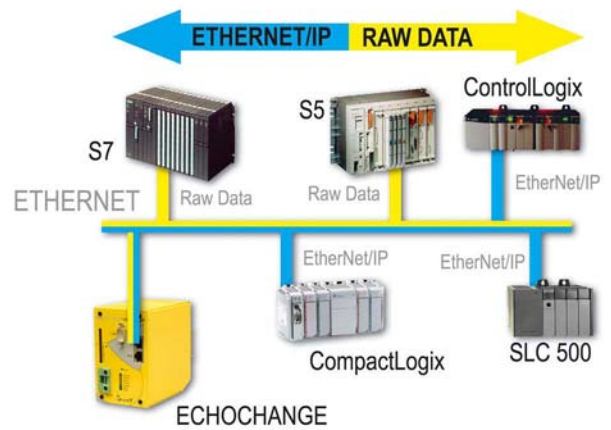 ETHERNET/IP RAW DATA
ControlLogix
S5
S7
EtherNet/IP
Raw Data
Raw Data
ETHERNET
EtherNet/IP
EtherNet/IP
CompactLogix
SLC 500
ECHOCHANGE